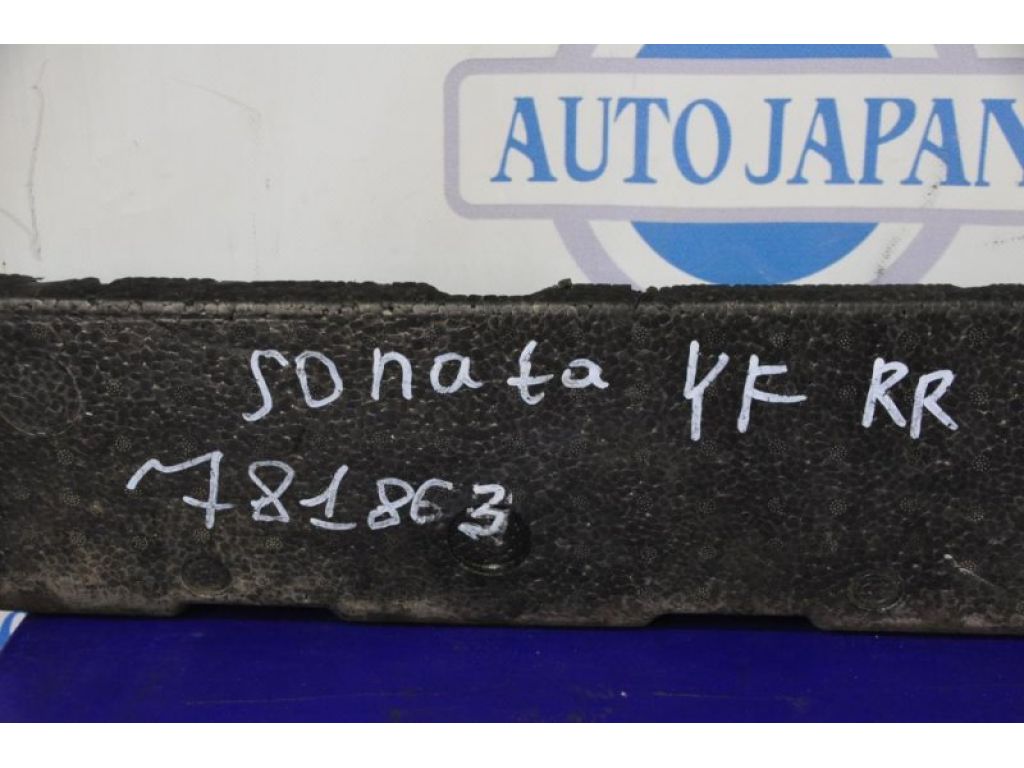 AUTO JAPAN
sonata YF RR
781863